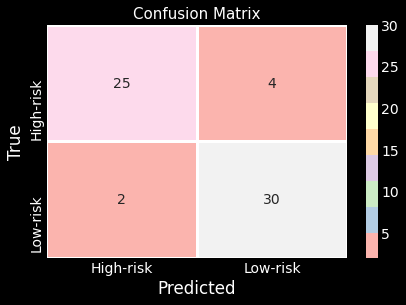 Confusion Matrix
True
High-risk
Low-risk
25
4
2
30
High-risk
Low-risk
Predicted
30
25
20
15
10
5